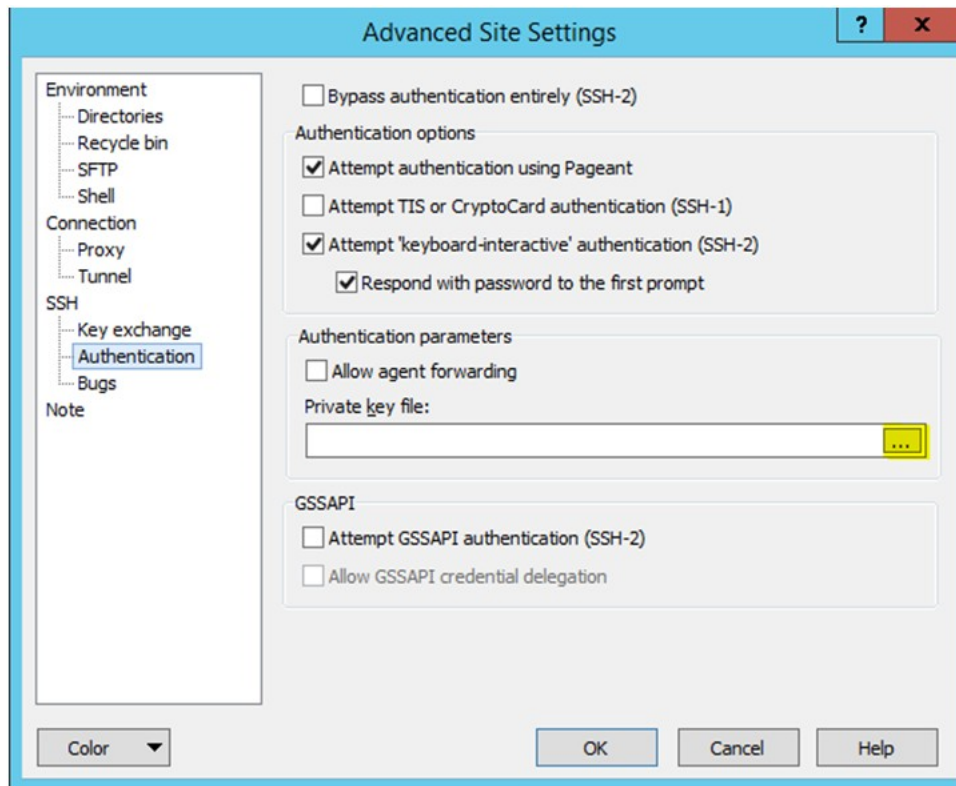 Advanced Site Settings
?
x
Environment
Directories
Recycle bin
SFTP
Shell
Connection
Proxy
Tunnel
SSH
Key exchange
Authentication
Bugs
Note
Bypass authentication entirely (SSH-2)
Authentication options
Attempt authentication using Pageant
Attempt TIS or CryptoCard authentication (SSH-1)
Attempt 'keyboard-interactive' authentication (SSH-2)
Respond with password to the first prompt
Authentication parameters
Allow agent forwarding
Private key file:
...
GSSAPI
Attempt GSSAPI authentication (SSH-2)
Allow GSSAPI credential delegation
Color
OK
Cancel
Help